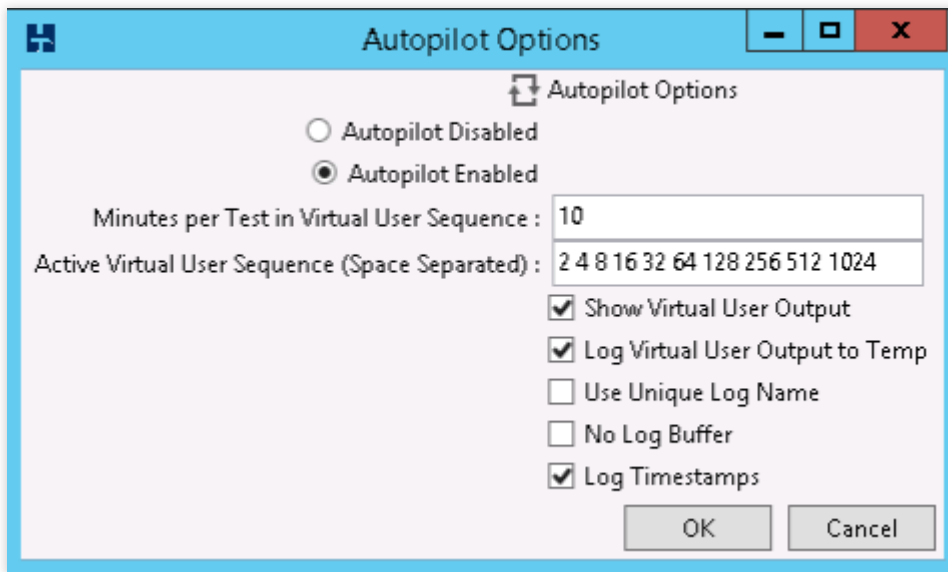 Autopilot Options
Autopilot Options
Autopilot Disabled
Autopilot Enabled
Minutes per Test in Virtual User Sequence : 10
Active Virtual User Sequence (Space Separated) : 2 4 8 16 32 64 128 256 512 1024
Show Virtual User Output
Log Virtual User Output to Temp
Use Unique Log Name
No Log Buffer
Log Timestamps
OK Cancel